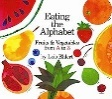 Eating the
Alphabet
Fruits & Vegetables
from A to Z
by Lois Ehlert